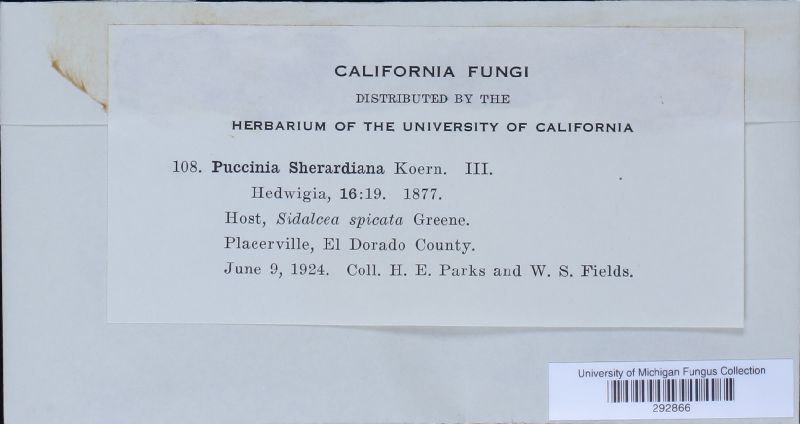 CALIFORNIA FUNGI
DISTRIBUTED BY THE
HERBARIUM OF THE UNIVERSITY OF CALIFORNIA
108. Puccinia Sherardiana Koern. III.
Hedwigia, 16:19. 1877.
Host, Sidalcea spicata Greene.
Placerville, El Dorado County.
June 9, 1924. Coll. H. E. Parks and W. S. Fields.
University of Michigan Fungus Collection
292866